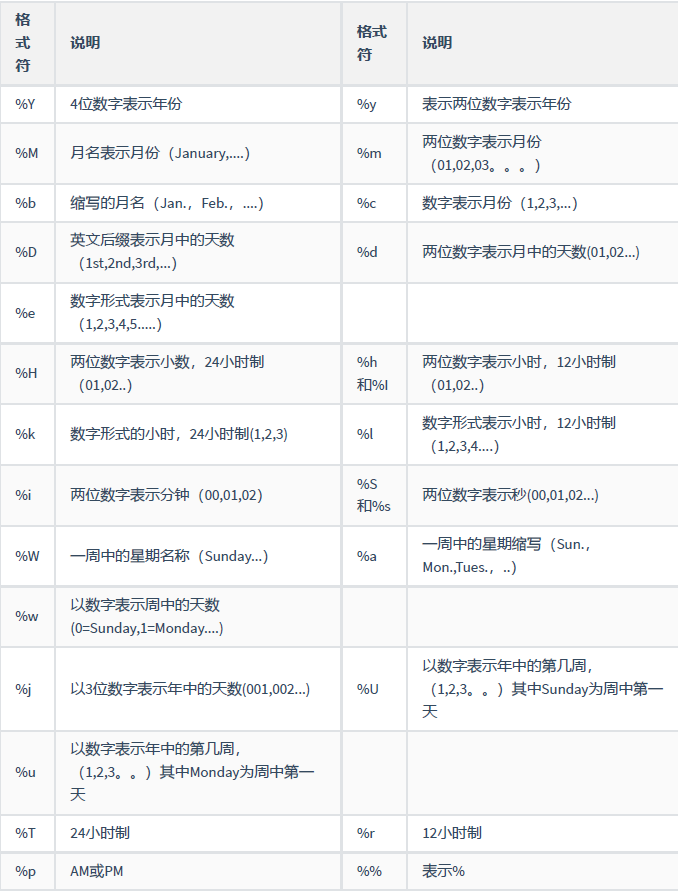 格
式
符
说明
格式
符
说明
%Y
4位数字表示年份
%y
表示两位数字表示年份
%M
月名表示月份（January,....）
%m
两位数字表示月份
（01,02,03。。。）
%b
缩写的月名（Jan.，Feb.，....）
%c
数字表示月份（1,2,3,...）
%D
英文后缀表示月中的天数
（1st,2nd,3rd,...）
%d
两位数字表示月中的天数(01,02...)
%e
数字形式表示月中的天数
（1,2,3,4,5.....）
%H
两位数字表示小数，24小时制
（01,02..）
%h
和%I
两位数字表示小时，12小时制
（01,02..）
%k
数字形式的小时，24小时制(1,2,3)
%l
数字形式表示小时，12小时制
（1,2,3,4....）
%i
两位数字表示分钟（00,01,02）
%S
和%s
两位数字表示秒(00,01,02...)
%W
一周中的星期名称（Sunday...）
%a
一周中的星期缩写（Sun.，
Mon.,Tues.，..）
%w
以数字表示周中的天数
(0=Sunday,1=Monday....)
%j
以3位数字表示年中的天数(001,002...)
%U
以数字表示年中的第几周，
（1,2,3。。）其中Sunday为周中第一
天
%u
以数字表示年中的第几周，
（1,2,3。。）其中Monday为周中第一
天
%T
24小时制
%r
12小时制
%p
AM或PM
%%
表示%